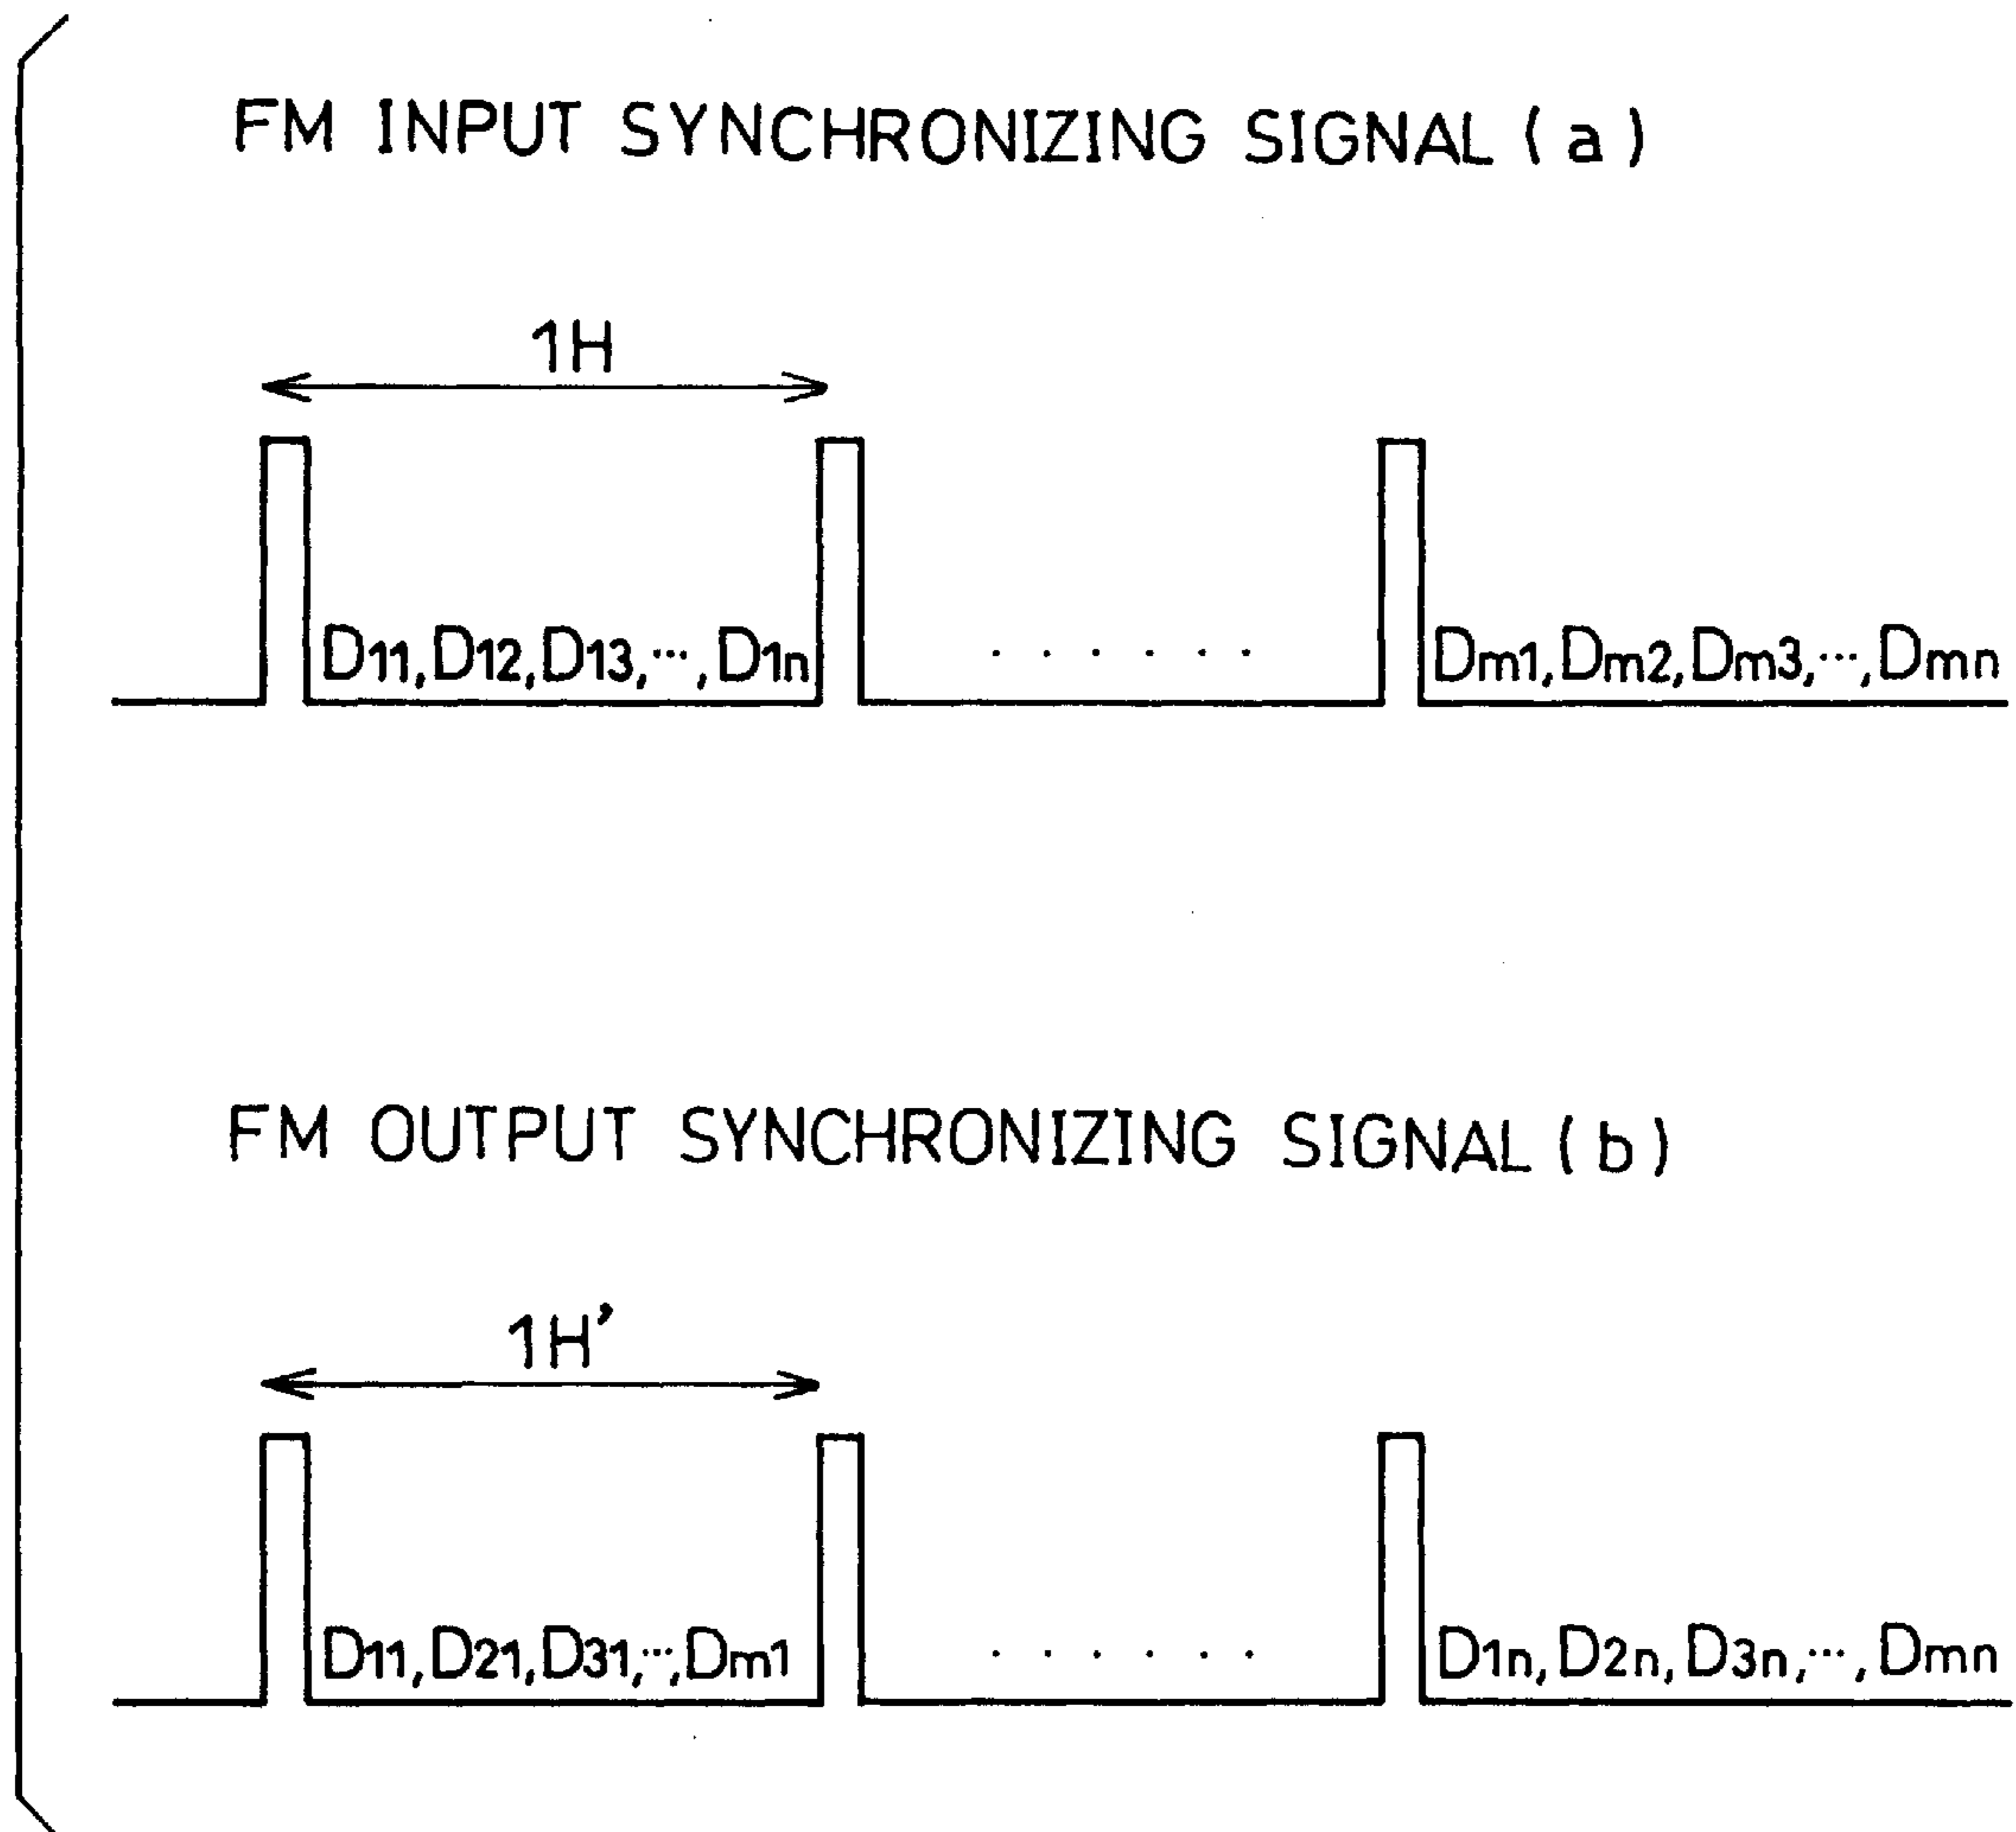 FM INPUT SYNCHRONIZING SIGNAL (a)
1H
D11,D12,D13,…,D1n ...... Dm1,Dm2,Dm3,…,Dmn
FM OUTPUT SYNCHRONIZING SIGNAL (b)
1H’
D11,D21,D31,…,Dm1 ...... D1n,D2n,D3n,…,Dmn